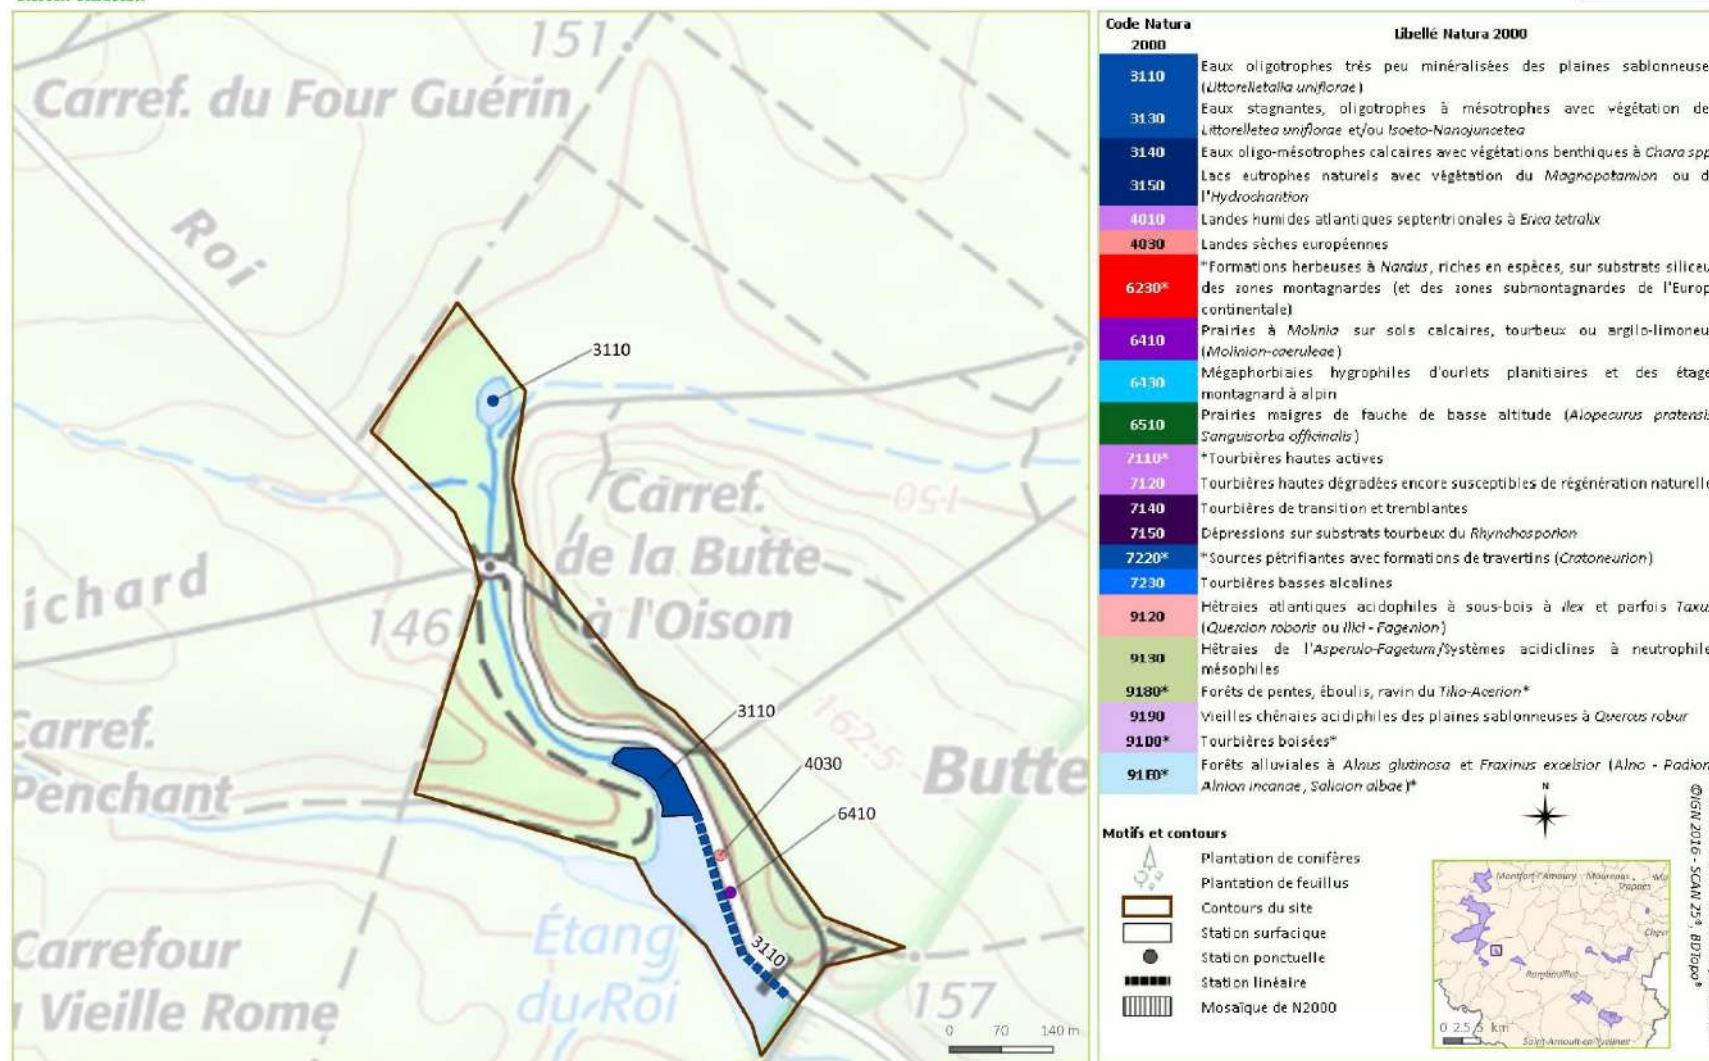 151
Carref. du Four Guérin
Roi
3110
Carref.
de la Butte
à l'Oison
150
ichard
146
3110
162.5
4030
Butte
6410
Carref.
Penchant
3110
Carrefour
Vieille Rome
Étang
du Roi
157
0 70 140 m
Code Natura
2000
Libellé Natura 2000
3110
Eaux oligotrophes très peu minéralisées des plaines sablonneuse
(Littorelletalia uniflorae)
3130
Eaux stagnantes, oligotrophes à mésotrophes avec végétation de
Littorelletea uniflorae et/ou Isoeto-Nanojuncetea
3140
Eaux oligo-mésotrophes calcaires avec végétations benthiques à Chara spp
3150
Lacs eutrophes naturels avec végétation du Magnopotamion ou d
l'Hydrocharition
4010
Landes humides atlantiques septentrionales à Erica tetralix
4030
Landes sèches européennes
6230*
*Formations herbeuses à Nardus, riches en espèces, sur substrats siliceu
des zones montagnardes (et des zones submontagnardes de l'Europ
continentale)
6410
Prairies à Molinia sur sols calcaires, tourbeux ou argilo-limoneu
(Molinion-caeruleae)
6430
Mégaphorbiaies hygrophiles d'ourlets planitiaires et des étage
montagnard à alpin
6510
Prairies maigres de fauche de basse altitude (Alopecurus pratensis
Sanguisorba officinalis)
7110*
*Tourbières hautes actives
7120
Tourbières hautes dégradées encore susceptibles de régénération naturelle
7140
Tourbières de transition et tremblantes
7150
Dépressions sur substrats tourbeux du Rhynchosporion
7220*
*Sources pétrifiantes avec formations de travertins (Cratoneurion)
7230
Tourbières basses alcalines
9120
Hêtraies atlantiques acidophiles à sous-bois à Ilex et parfois Taxus
(Quercion roboris ou Ilici - Fagenion)
9130
Hêtraies de l'Asperulo-Fagetum/Systèmes acidiclines à neutrophile
mésophiles
9180*
Forêts de pentes, éboulis, ravin du Tilio-Acerion*
9190
Vieilles chênaies acidiphiles des plaines sablonneuses à Quercus robur
91D0*
Tourbières boisées*
91E0*
Forêts alluviales à Alnus glutinosa et Fraxinus excelsior (Alno - Padion
Alnion incanae, Salicion albae)*
N
Motifs et contours
Plantation de conifères
Plantation de feuillus
Contours du site
Station surfacique
Station ponctuelle
Station linéaire
Mosaïque de N2000
Montfort-l'Amaury
Maurepas
Trappes
Rambouillet
Saint-Arnoult-en-Yvelines
0 2.5 5 km
©IGN 2016 - SCAN 25®, BDTopo®